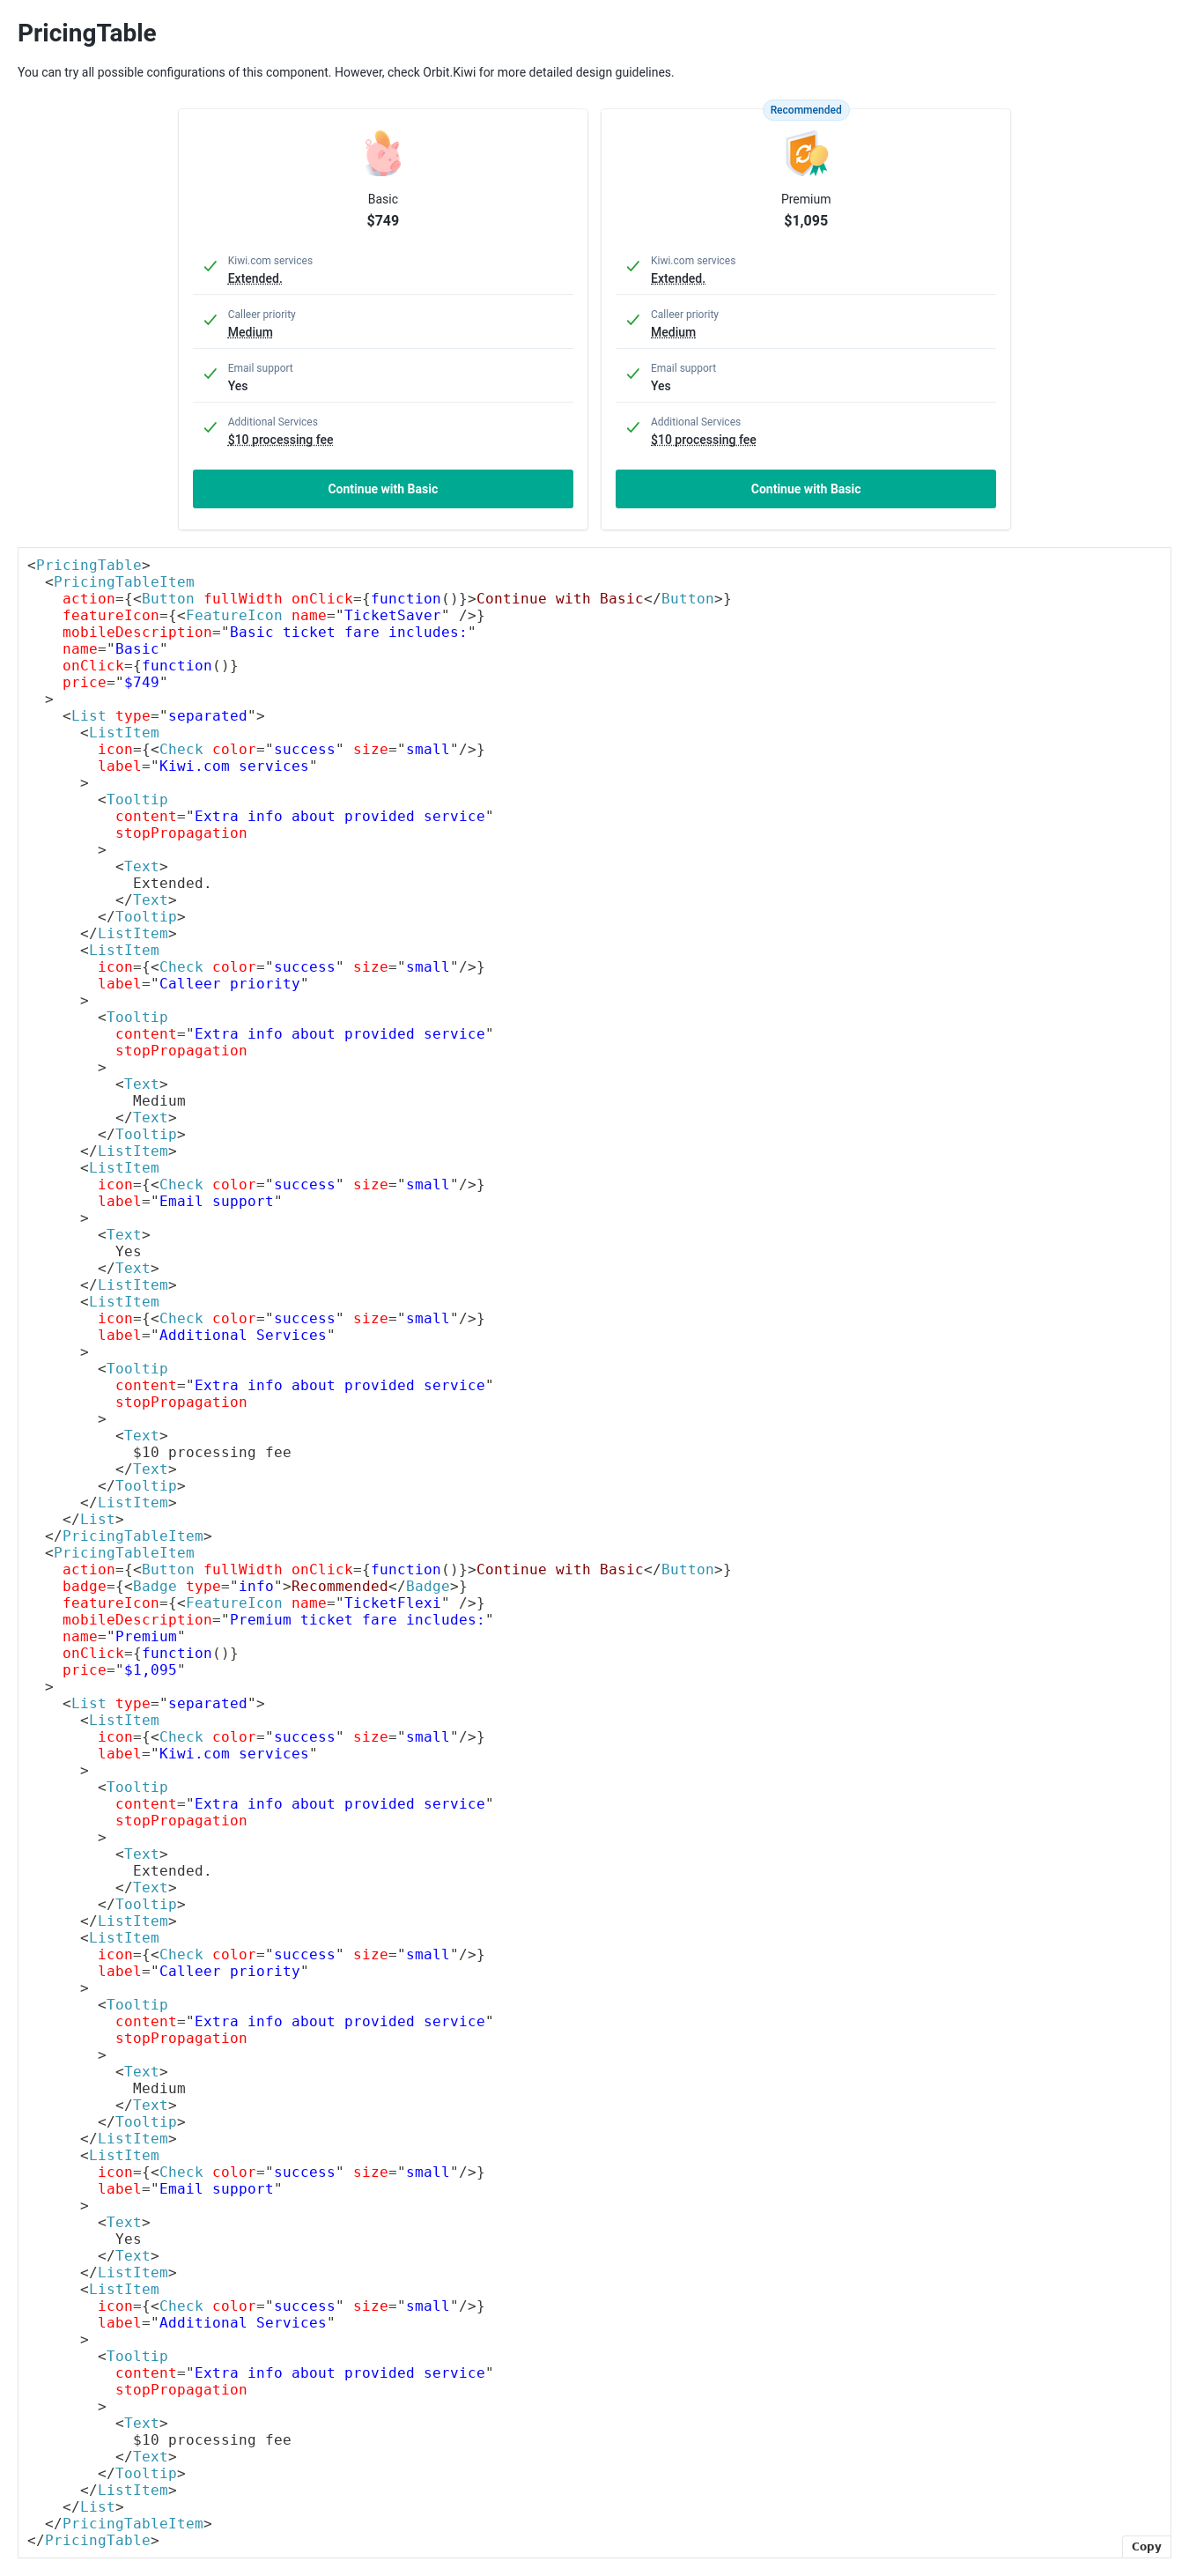 PricingTable
You can try all possible configurations of this component. However, check Orbit.Kiwi for more detailed design guidelines.
Basic
$749
Kiwi.com services
Extended.
Calleer priority
Medium
Email support
Yes
Additional Services
$10 processing fee
Continue with Basic
Recommended
Premium
$1,095
Kiwi.com services
Extended.
Calleer priority
Medium
Email support
Yes
Additional Services
$10 processing fee
Continue with Basic
<PricingTable>
  <PricingTableItem
    action={<Button fullWidth onClick={function()}>Continue with Basic</Button>}
    featureIcon={<FeatureIcon name="TicketSaver" />}
    mobileDescription="Basic ticket fare includes:"
    name="Basic"
    onClick={function()}
    price="$749"
  >
    <List type="separated">
      <ListItem
        icon={<Check color="success" size="small"/>}
        label="Kiwi.com services"
      >
        <Tooltip
          content="Extra info about provided service"
          stopPropagation
        >
          <Text>
            Extended.
          </Text>
        </Tooltip>
      </ListItem>
      <ListItem
        icon={<Check color="success" size="small"/>}
        label="Calleer priority"
      >
        <Tooltip
          content="Extra info about provided service"
          stopPropagation
        >
          <Text>
            Medium
          </Text>
        </Tooltip>
      </ListItem>
      <ListItem
        icon={<Check color="success" size="small"/>}
        label="Email support"
      >
        <Text>
          Yes
        </Text>
      </ListItem>
      <ListItem
        icon={<Check color="success" size="small"/>}
        label="Additional Services"
      >
        <Tooltip
          content="Extra info about provided service"
          stopPropagation
        >
          <Text>
            $10 processing fee
          </Text>
        </Tooltip>
      </ListItem>
    </List>
  </PricingTableItem>
  <PricingTableItem
    action={<Button fullWidth onClick={function()}>Continue with Basic</Button>}
    badge={<Badge type="info">Recommended</Badge>}
    featureIcon={<FeatureIcon name="TicketFlexi" />}
    mobileDescription="Premium ticket fare includes:"
    name="Premium"
    onClick={function()}
    price="$1,095"
  >
    <List type="separated">
      <ListItem
        icon={<Check color="success" size="small"/>}
        label="Kiwi.com services"
      >
        <Tooltip
          content="Extra info about provided service"
          stopPropagation
        >
          <Text>
            Extended.
          </Text>
        </Tooltip>
      </ListItem>
      <ListItem
        icon={<Check color="success" size="small"/>}
        label="Calleer priority"
      >
        <Tooltip
          content="Extra info about provided service"
          stopPropagation
        >
          <Text>
            Medium
          </Text>
        </Tooltip>
      </ListItem>
      <ListItem
        icon={<Check color="success" size="small"/>}
        label="Email support"
      >
        <Text>
          Yes
        </Text>
      </ListItem>
      <ListItem
        icon={<Check color="success" size="small"/>}
        label="Additional Services"
      >
        <Tooltip
          content="Extra info about provided service"
          stopPropagation
        >
          <Text>
            $10 processing fee
          </Text>
        </Tooltip>
      </ListItem>
    </List>
  </PricingTableItem>
</PricingTable>
Copy